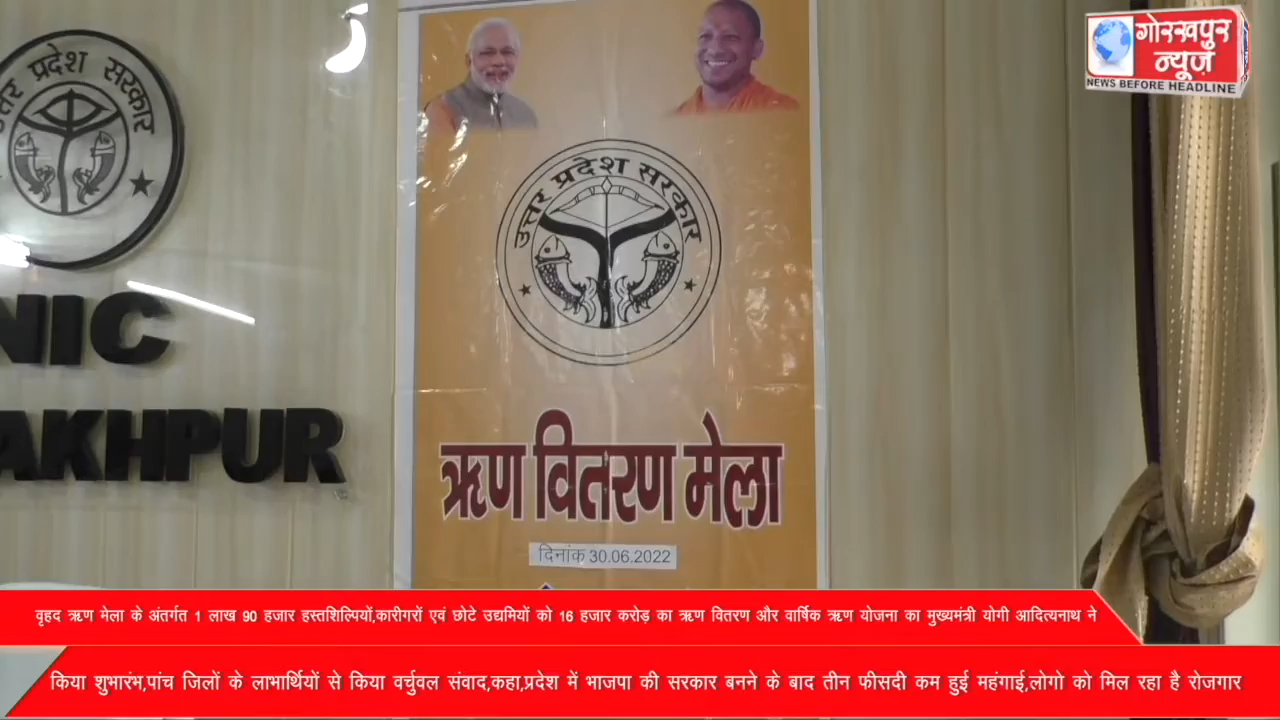 गोरखपुर
न्यूज़
NEWS BEFORE HEADLINE
उत्तर प्रदेश सरकार
NIC
AKHPUR
उत्तर प्रदेश सरकार
ऋण वितरण मेला
दिनांक 30.06.2022
वृहद ऋण मेला के अंतर्गत 1 लाख 90 हजार हस्तशिल्पियों,कारीगरों एवं छोटे उद्यमियों को 16 हजार करोड़ का ऋण वितरण और वार्षिक ऋण योजना का मुख्यमंत्री योगी आदित्यनाथ ने
किया शुभारंभ,पांच जिलों के लाभार्थियों से किया वर्चुवल संवाद,कहा,प्रदेश में भाजपा की सरकार बनने के बाद तीन फीसदी कम हुई महंगाई,लोगो को मिल रहा है रोजगार